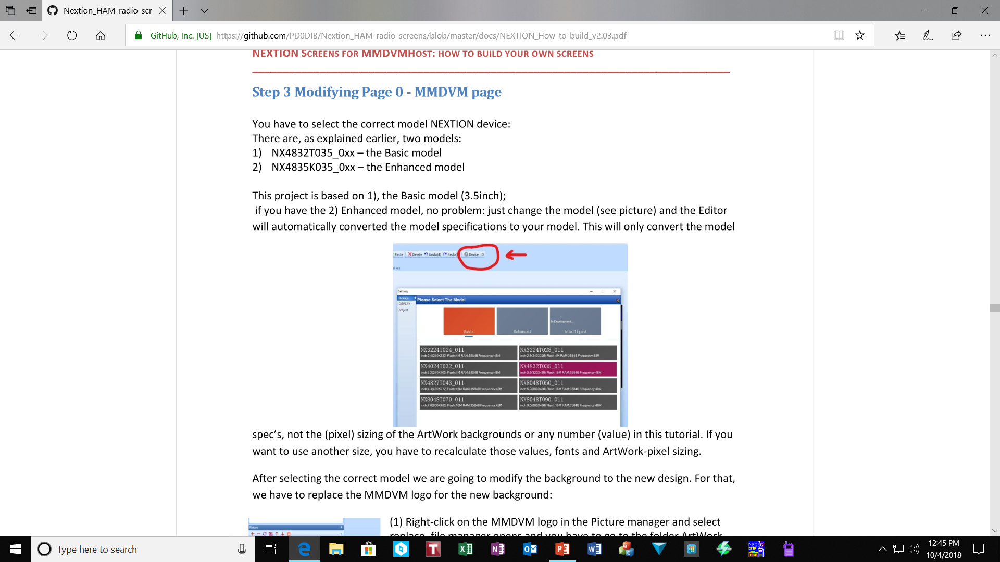 Nextion_HAM-radio-scr
GitHub, Inc. [US] https://github.com/PD0DIB/Nextion_HAM-radio-screens/blob/master/docs/NEXTION_How-to-build_v2.03.pdf
NEXTION SCREENS FOR MMDVMHOST: HOW TO BUILD YOUR OWN SCREENS
Step 3 Modifying Page 0 - MMDVM page
You have to select the correct model NEXTION device:
There are, as explained earlier, two models:
1) NX4832T035_0xx – the Basic model
2) NX4835K035_0xx – the Enhanced model
This project is based on 1), the Basic model (3.5inch);
if you have the 2) Enhanced model, no problem: just change the model (see picture) and the Editor
will automatically converted the model specifications to your model. This will only convert the model
Paste Delete Undo(4) Redo( Device ID
Setting
Device Please Select The Model
DISPLAY
project
In Development...
Basic Enhanced Intelligent
NX3224T024_011 NX3224T028_011
inch:2.4(240X320) Flash:4M RAM:3584B Frequency:48M inch:2.8(240X320) Flash:4M RAM:3584B Frequency:48M
NX4024T032_011 NX4832T035_011
inch:3.2(240X400) Flash:4M RAM:3584B Frequency:48M inch:3.5(320X480) Flash:16M RAM:3584B Frequency:48M
NX4827T043_011 NX8048T050_011
inch:4.3(480X272) Flash:16M RAM:3584B Frequency:48M inch:5.0(800X480) Flash:16M RAM:3584B Frequency:48M
NX8048T070_011 NX8048T090_011
inch:7.0(800X480) Flash:16M RAM:3584B Frequency:48M inch:9.0(800X480) Flash:16M RAM:3584B Frequency:48M
spec's, not the (pixel) sizing of the ArtWork backgrounds or any number (value) in this tutorial. If you
want to use another size, you have to recalculate those values, fonts and ArtWork-pixel sizing.
After selecting the correct model we are going to modify the background to the new design. For that,
we have to replace the MMDVM logo for the new background:
Picture
(1) Right-click on the MMDVM logo in the Picture manager and select
replace, file manager opens and you have to go to the folder ArtWork
Type here to search
12:45 PM
10/4/2018